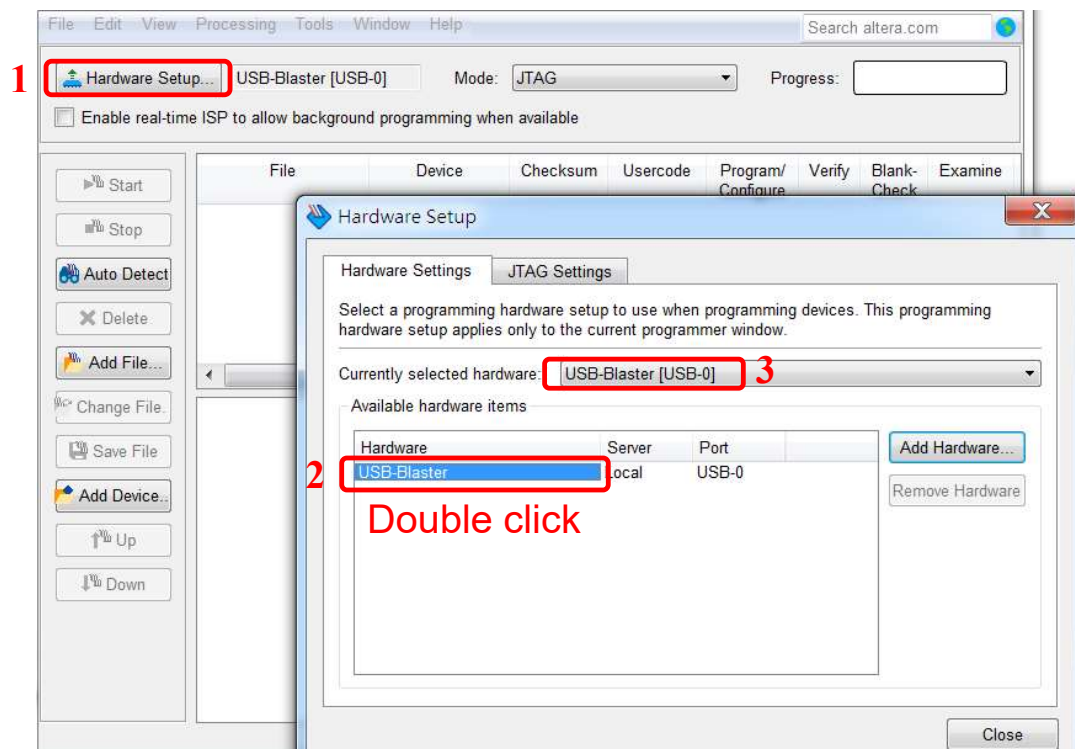 File Edit View Processing Tools Window Help Search altera.com
1 Hardware Setup... USB-Blaster [USB-0] Mode: JTAG Progress:
Enable real-time ISP to allow background programming when available
File Device Checksum Usercode Program/ Configure Verify Blank- Check Examine
Start
Stop
Auto Detect
Delete
Add File...
Change File.
Save File
Add Device..
Up
Down
Hardware Setup
Hardware Settings JTAG Settings
Select a programming hardware setup to use when programming devices. This programming
hardware setup applies only to the current programmer window.
Currently selected hardware: USB-Blaster [USB-0] 3
Available hardware items
Hardware Server Port
2 USB-Blaster Local USB-0
Double click
Add Hardware...
Remove Hardware
Close